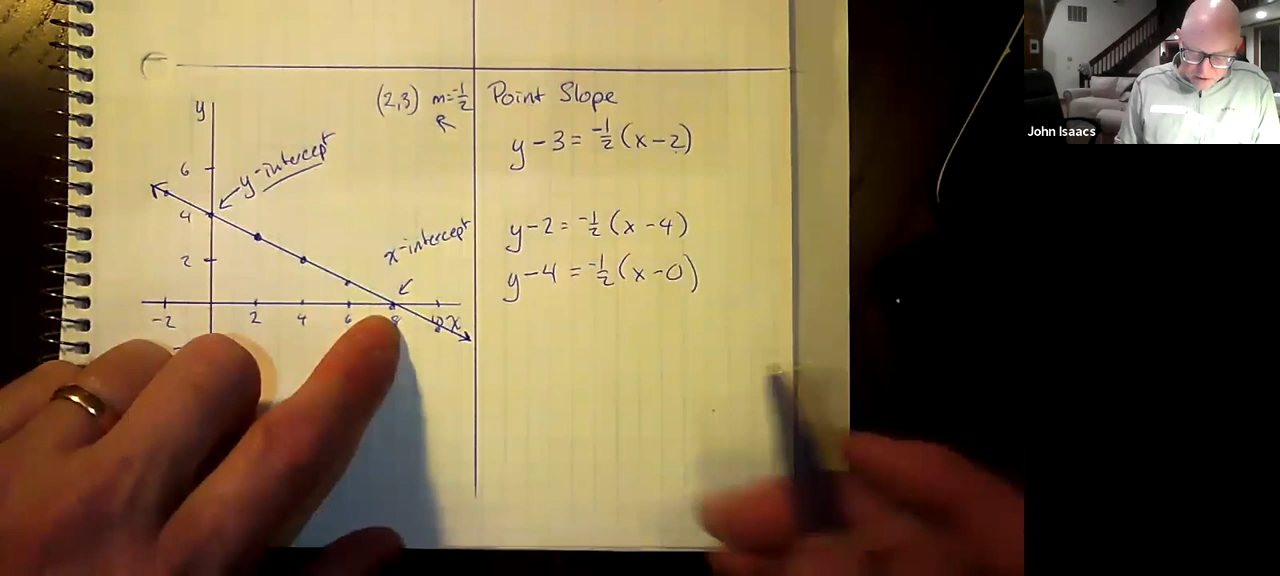 (2,3) m=-1/2
Point Slope
y-3=-1/2(x-2)
y-2=-1/2(x-4)
y-4=-1/2(x-0)
y
y-intercept
x-intercept
6
4
2
-2 2 4 6 8 10 x
John Isaacs